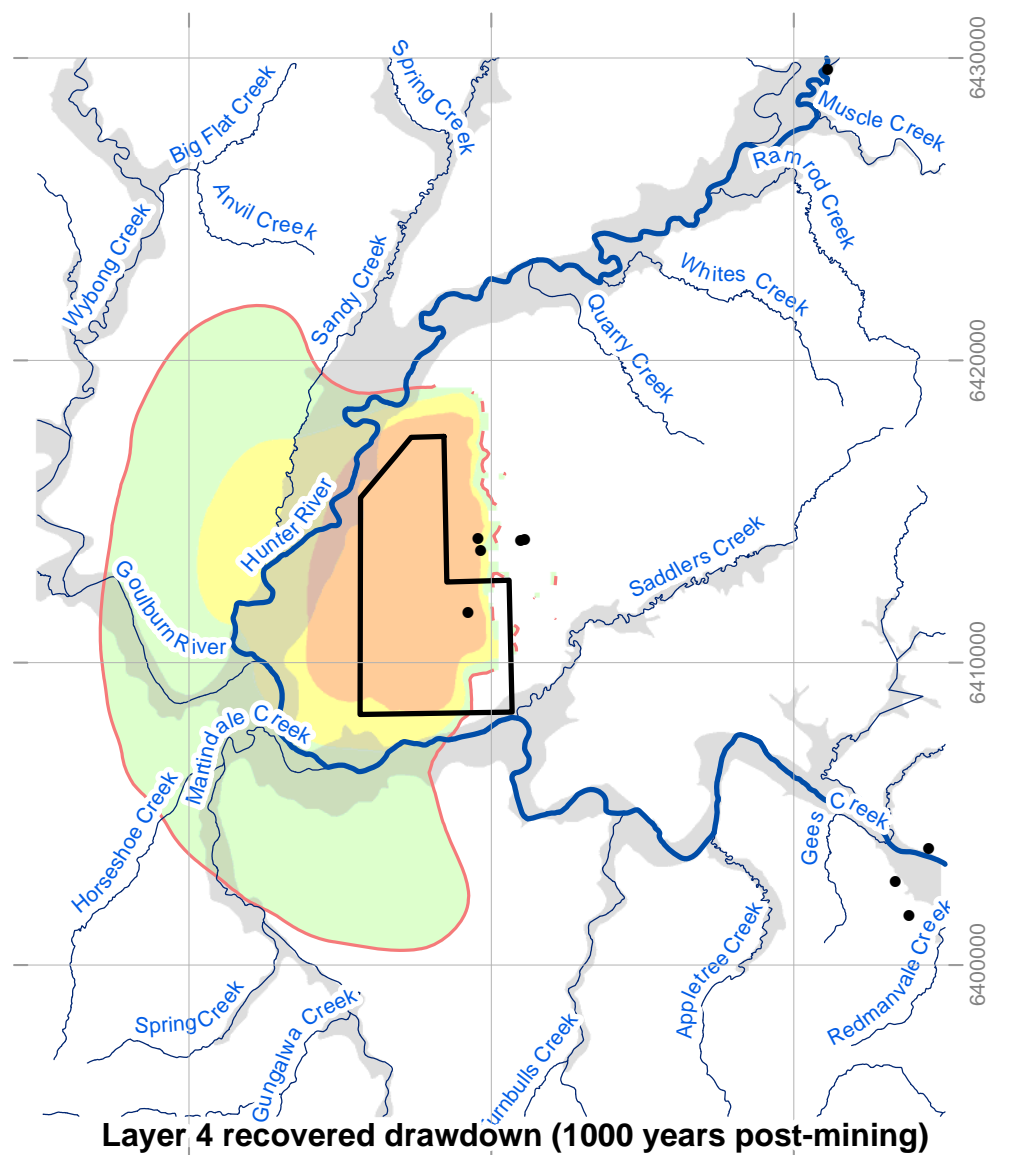 6430000
Spring Creek
Muscle Creek
Big Flat Creek
Ramrod Creek
Anvil Creek
Wybong Creek
Sandy Creek
Whites Creek
Quarry Creek
6420000
Hunter River
Saddlers Creek
Goulburn River
6410000
Martindale Creek
Horseshoe Creek
Gees Creek
Appletree Creek
Redmanvale Creek
6400000
Spring Creek
Gungalwa Creek
urnbulls Creek
Layer 4 recovered drawdown (1000 years post-mining)